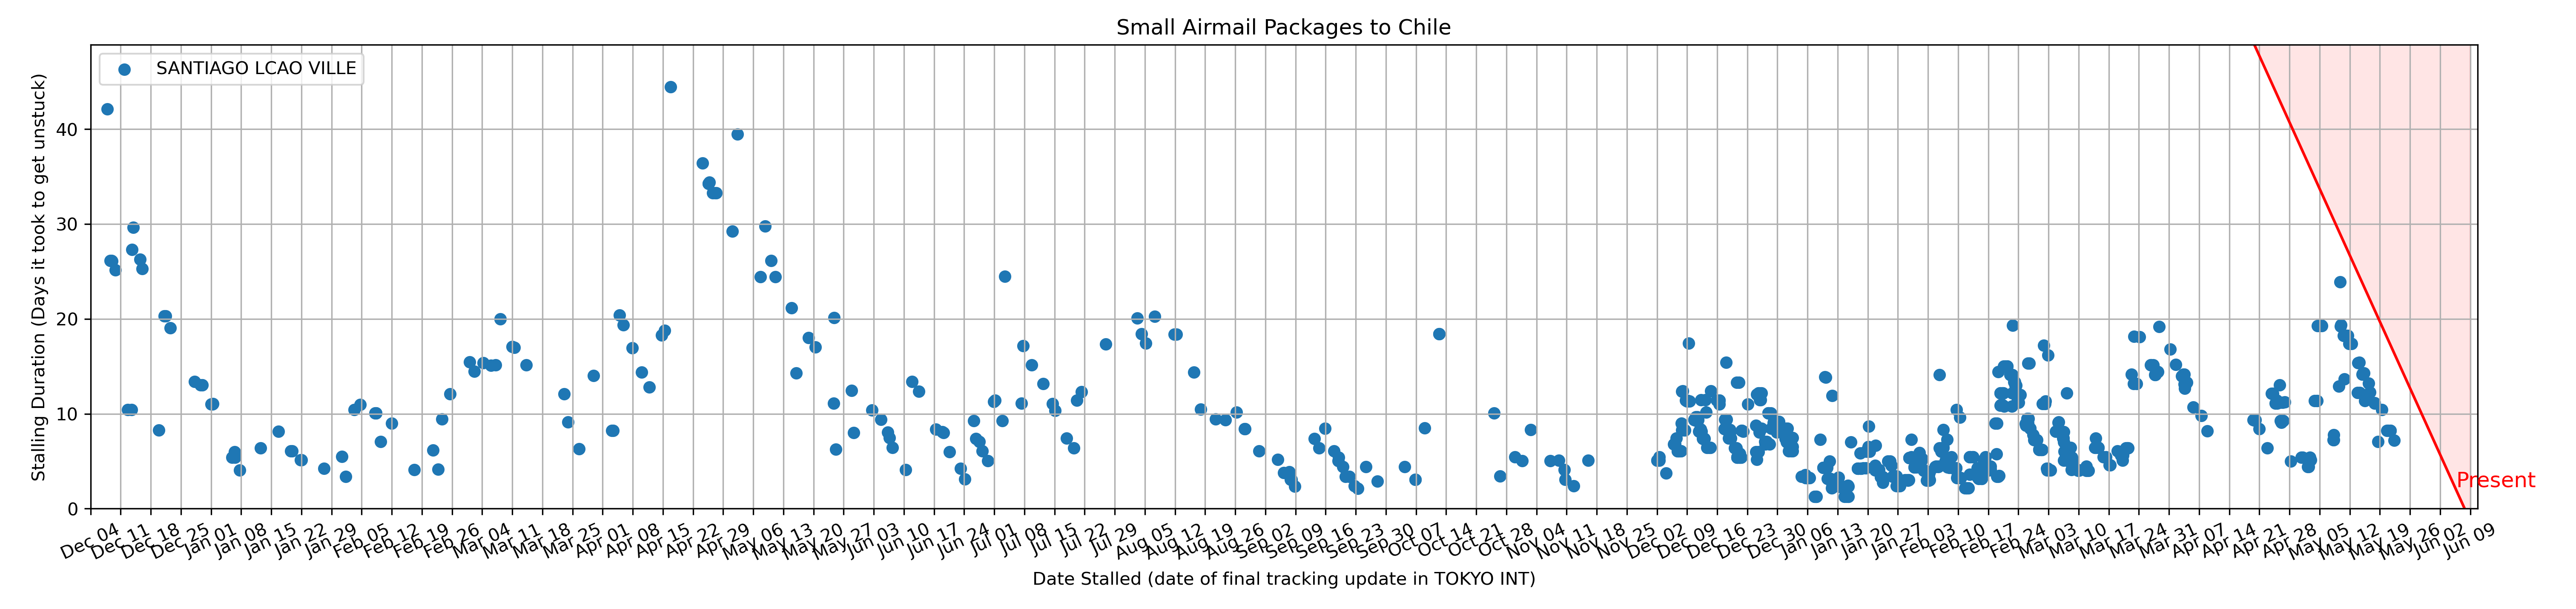 Small Airmail Packages to Chile
SANTIAGO LCAO VILLE
Stalling Duration (Days it took to get unstuck)
40
30
20
10
0
Present
Dec 04 Dec 11 Dec 18 Dec 25 Jan 01 Jan 08 Jan 15 Jan 22 Jan 29 Feb 05 Feb 12 Feb 19 Feb 26 Mar 04 Mar 11 Mar 18 Mar 25 Apr 01 Apr 08 Apr 15 Apr 22 Apr 29 May 06 May 13 May 20 May 27 Jun 03 Jun 10 Jun 17 Jun 24 Jul 01 Jul 08 Jul 15 Jul 22 Jul 29 Aug 05 Aug 12 Aug 19 Aug 26 Sep 02 Sep 09 Sep 16 Sep 23 Sep 30 Oct 07 Oct 14 Oct 21 Oct 28 Nov 04 Nov 11 Nov 18 Nov 25 Dec 02 Dec 09 Dec 16 Dec 23 Dec 30 Jan 06 Jan 13 Jan 20 Jan 27 Feb 03 Feb 10 Feb 17 Feb 24 Mar 03 Mar 10 Mar 17 Mar 24 Mar 31 Apr 07 Apr 14 Apr 21 Apr 28 May 05 May 12 May 19 May 26 Jun 02 Jun 09
Date Stalled (date of final tracking update in TOKYO INT)